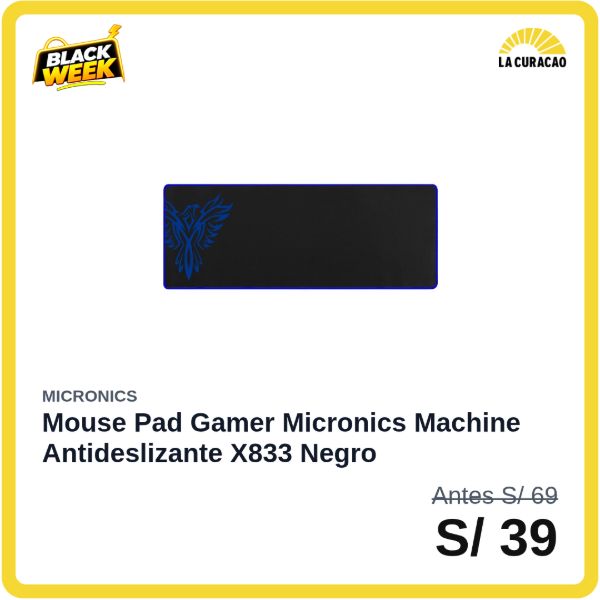 BLACK
WEEK
LA CURACAO
MICRONICS
Mouse Pad Gamer Micronics Machine
Antideslizante X833 Negro
Antes S/ 69
S/ 39